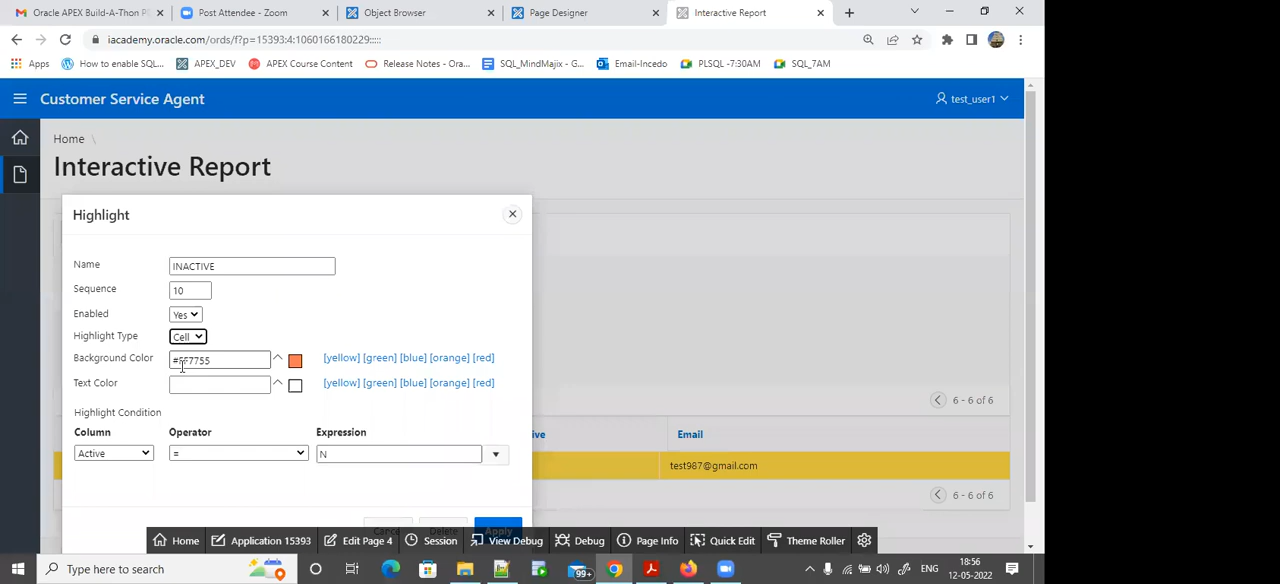 Oracle APEX Build-A-Thon P
Post Attendee - Zoom
Object Browser
Page Designer
Interactive Report
iacademy.oracle.com/ords/f?p=15393:4:1060166180229:::::
Apps
How to enable SQL...
APEX_DEV
APEX Course Content
Release Notes - Ora...
SQL_MindMajix - G...
Email-Incedo
PLSQL -7:30AM
SQL_7AM
Customer Service Agent
test_user1
Home \
Interactive Report
Highlight
Name INACTIVE
Sequence 10
Enabled Yes
Highlight Type Cell
Background Color #FF7755 [yellow] [green] [blue] [orange] [red]
Text Color [yellow] [green] [blue] [orange] [red]
Highlight Condition
Column Operator Expression
Active = N
Cancel Delete Apply
6 - 6 of 6
ive Email
test987@gmail.com
6 - 6 of 6
Home Application 15393 Edit Page 4 Session View Debug Debug Page Info Quick Edit Theme Roller
Type here to search
99+
ENG
18:56
12-05-2022